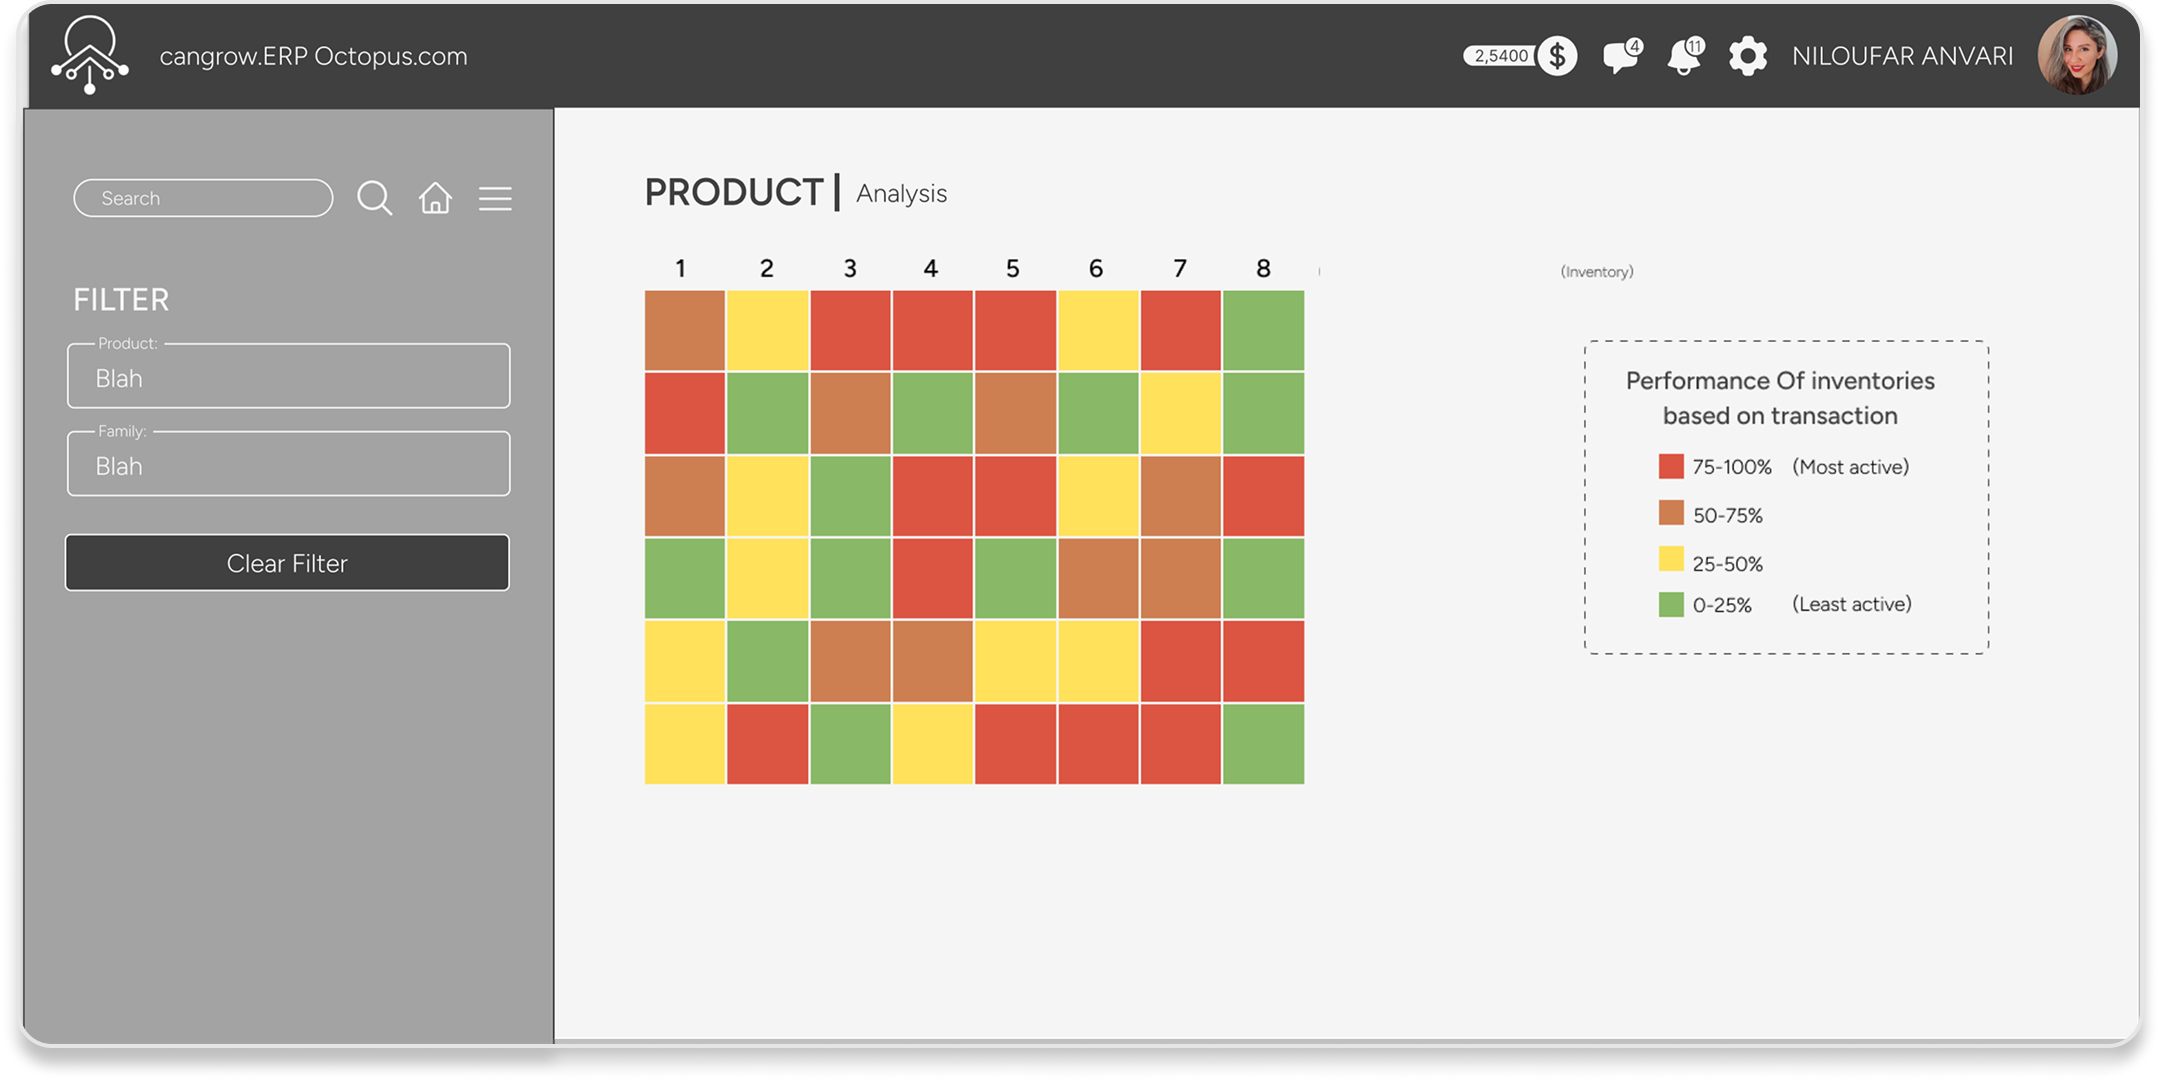 cangrow.ERP Octopus.com
2,5400
$
4
11
NILOUFAR ANVARI
Search
FILTER
Product:
Blah
Family:
Blah
Clear Filter
PRODUCT | Analysis
1 2 3 4 5 6 7 8
(Inventory)
Performance Of inventories
based on transaction
75-100% (Most active)
50-75%
25-50%
0-25% (Least active)